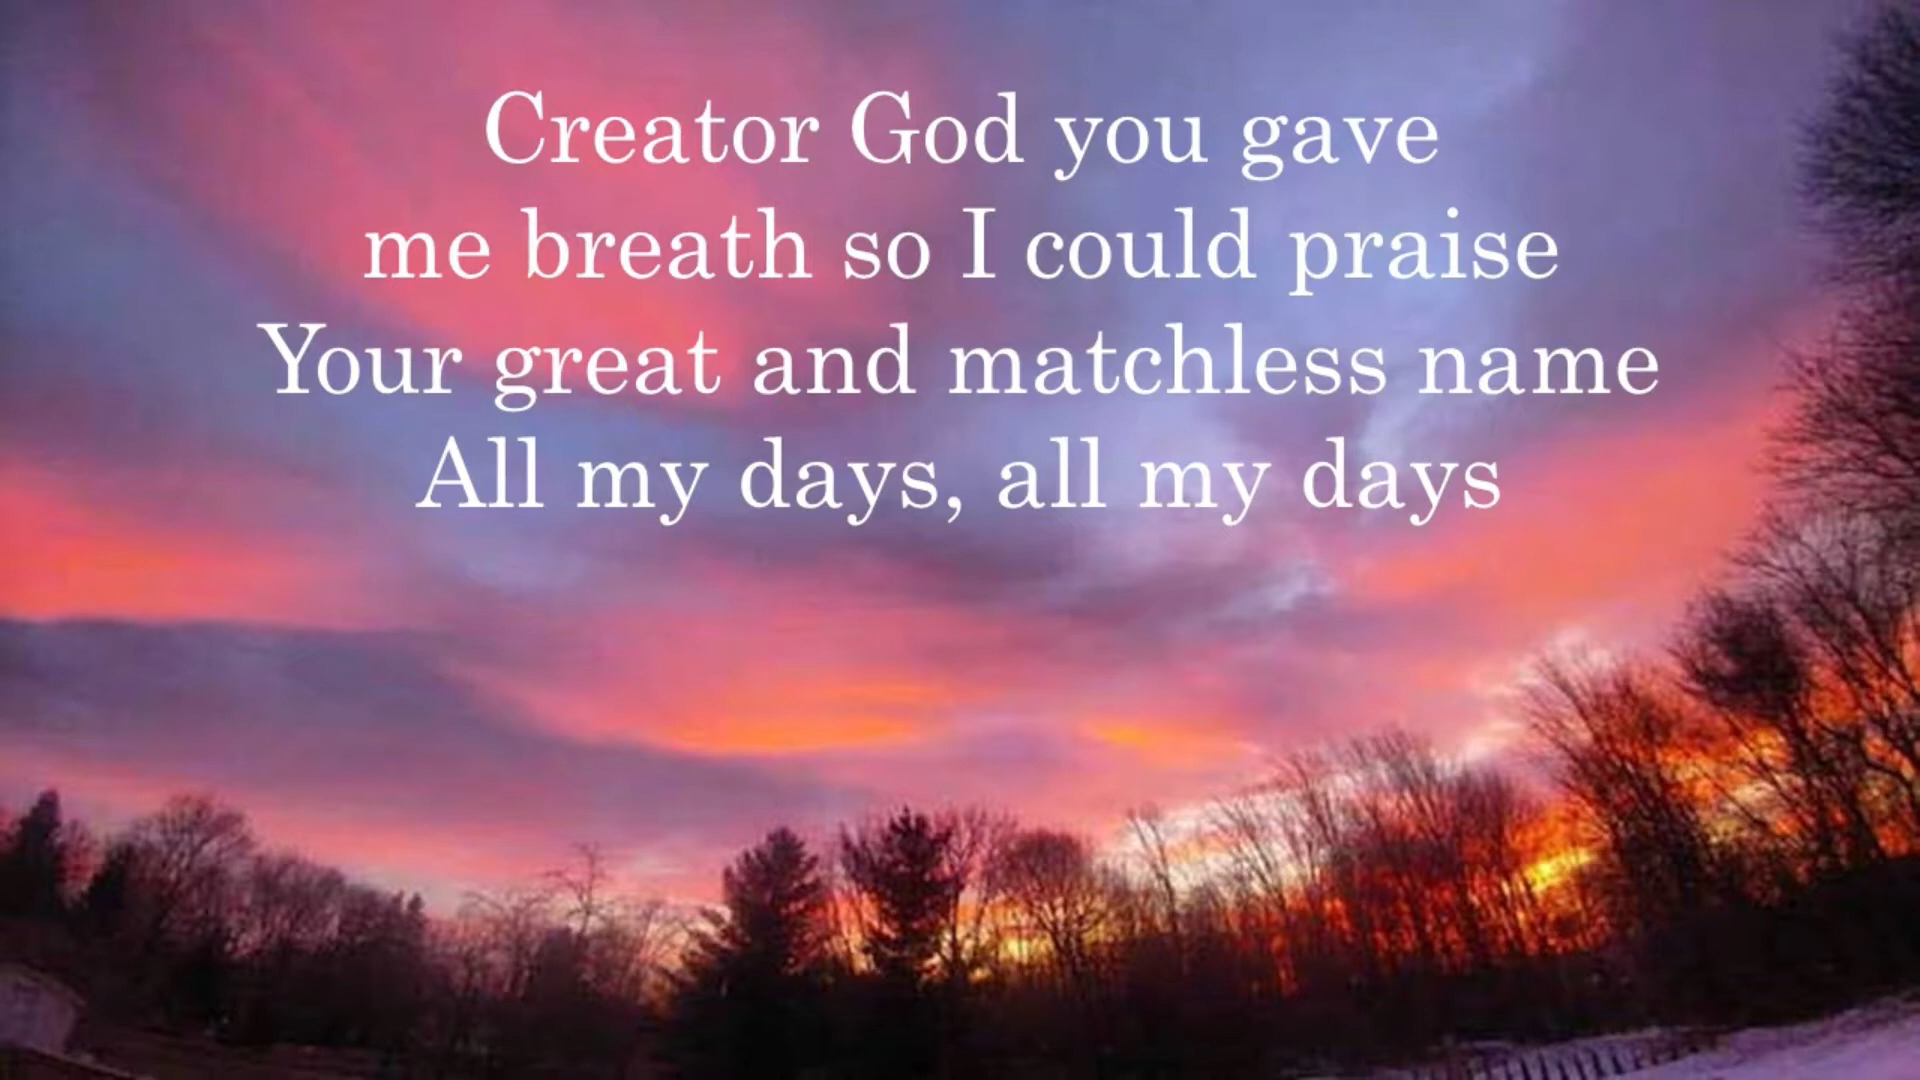 Creator God you gave
me breath so I could praise
Your great and matchless name
All my days, all my days